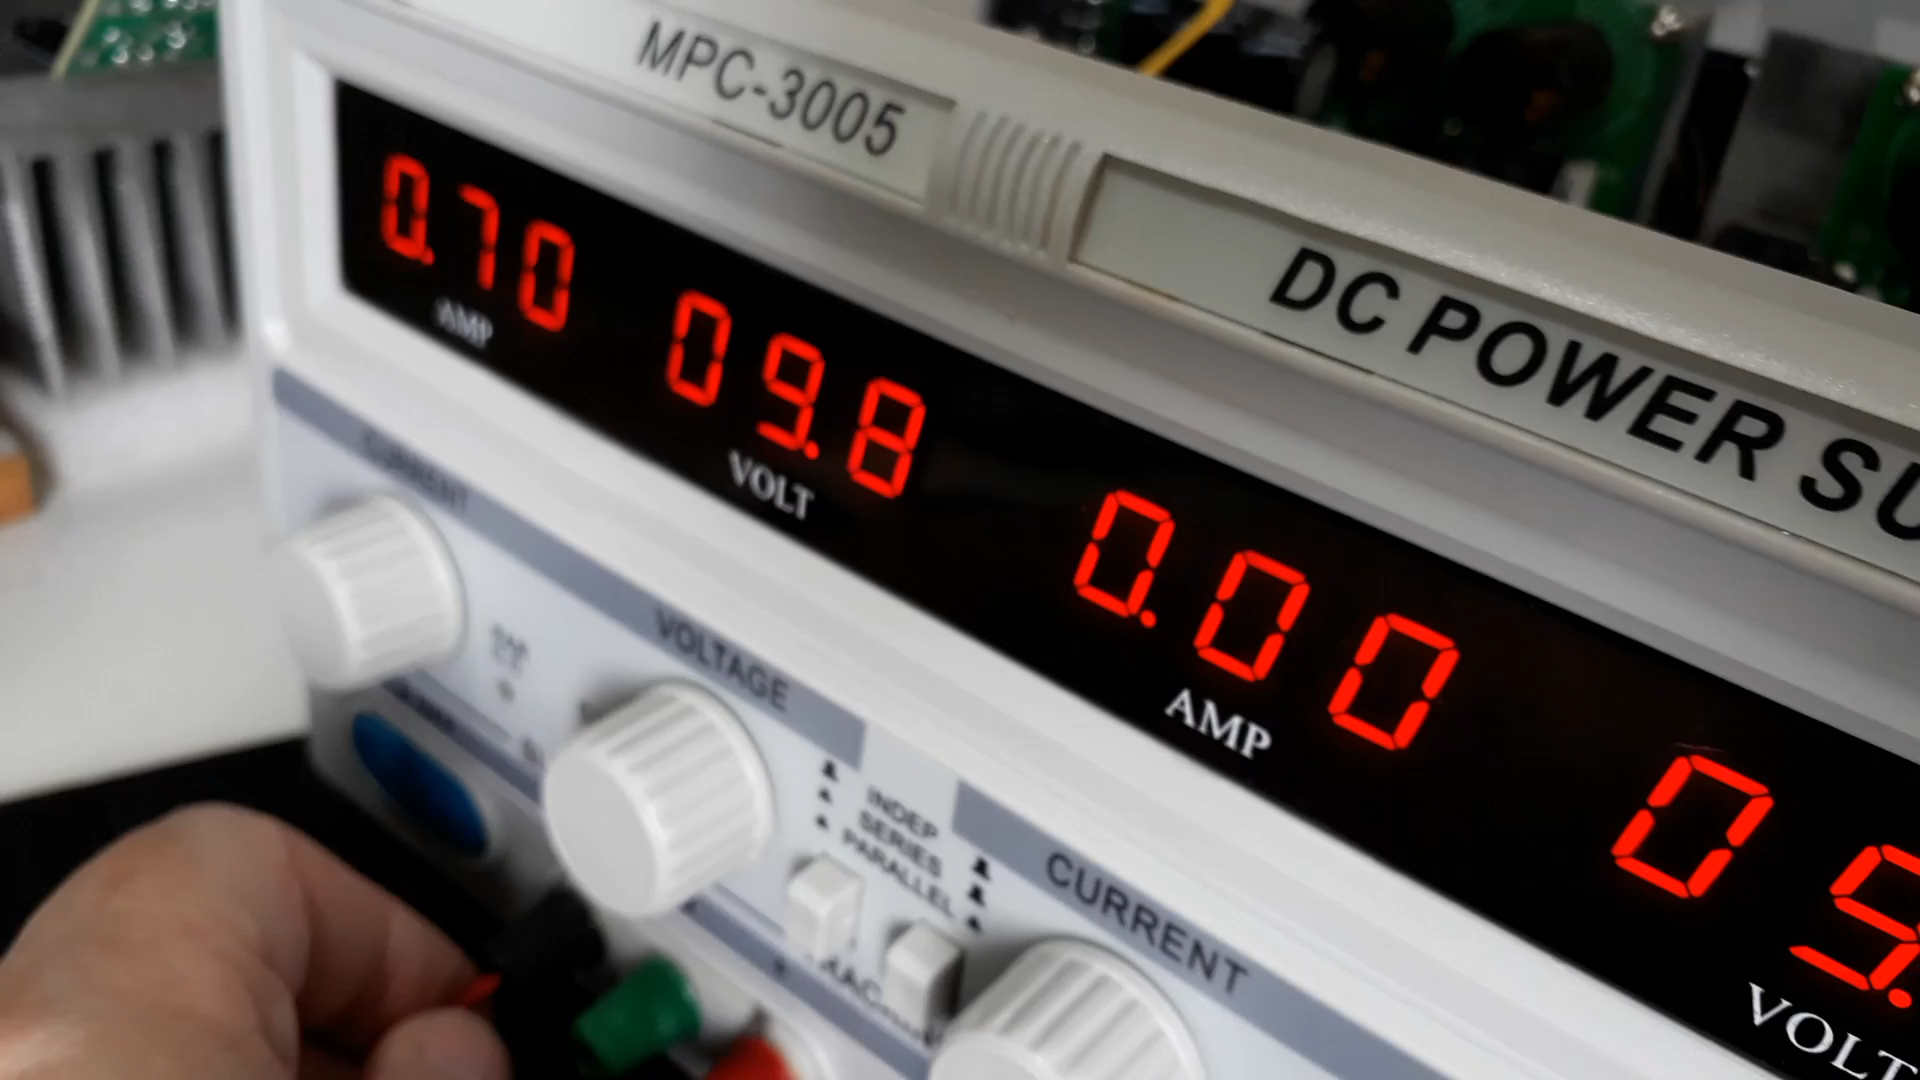 MPC-3005
DC POWER SU
0.70
AMP
09.8
VOLT
0.00
AMP
09.
VOLT
CURRENT
VOLTAGE
INDEP
SERIES
PARALLEL
CURRENT